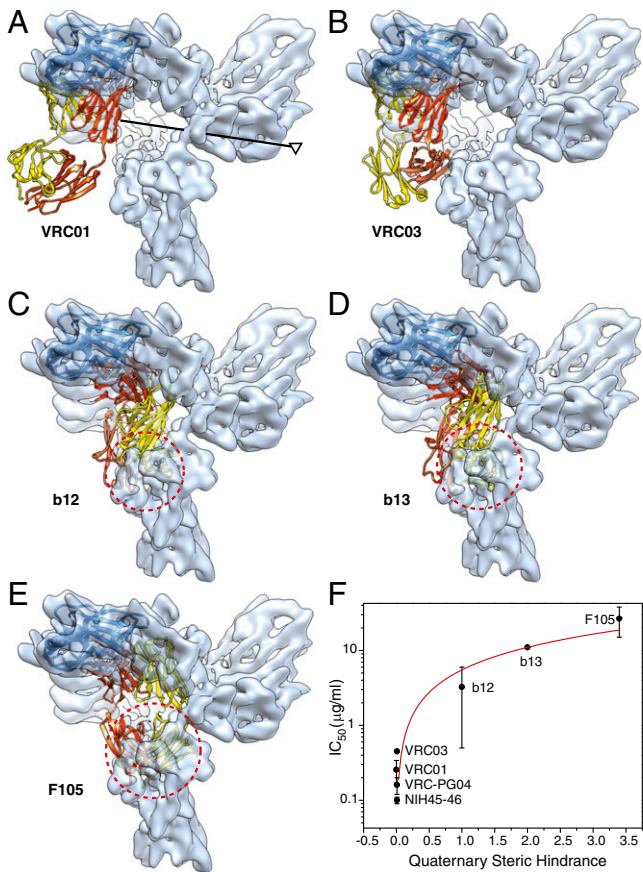 A
B
VRC01
VRC03
C
D
b12
b13
E
F
F105
IC50(μg/ml)
10
1
0.1
F105
b13
b12
VRC03
VRC01
VRC-PG04
NIH45-46
-0.5 0.0 0.5 1.0 1.5 2.0 2.5 3.0 3.5
Quaternary Steric Hindrance